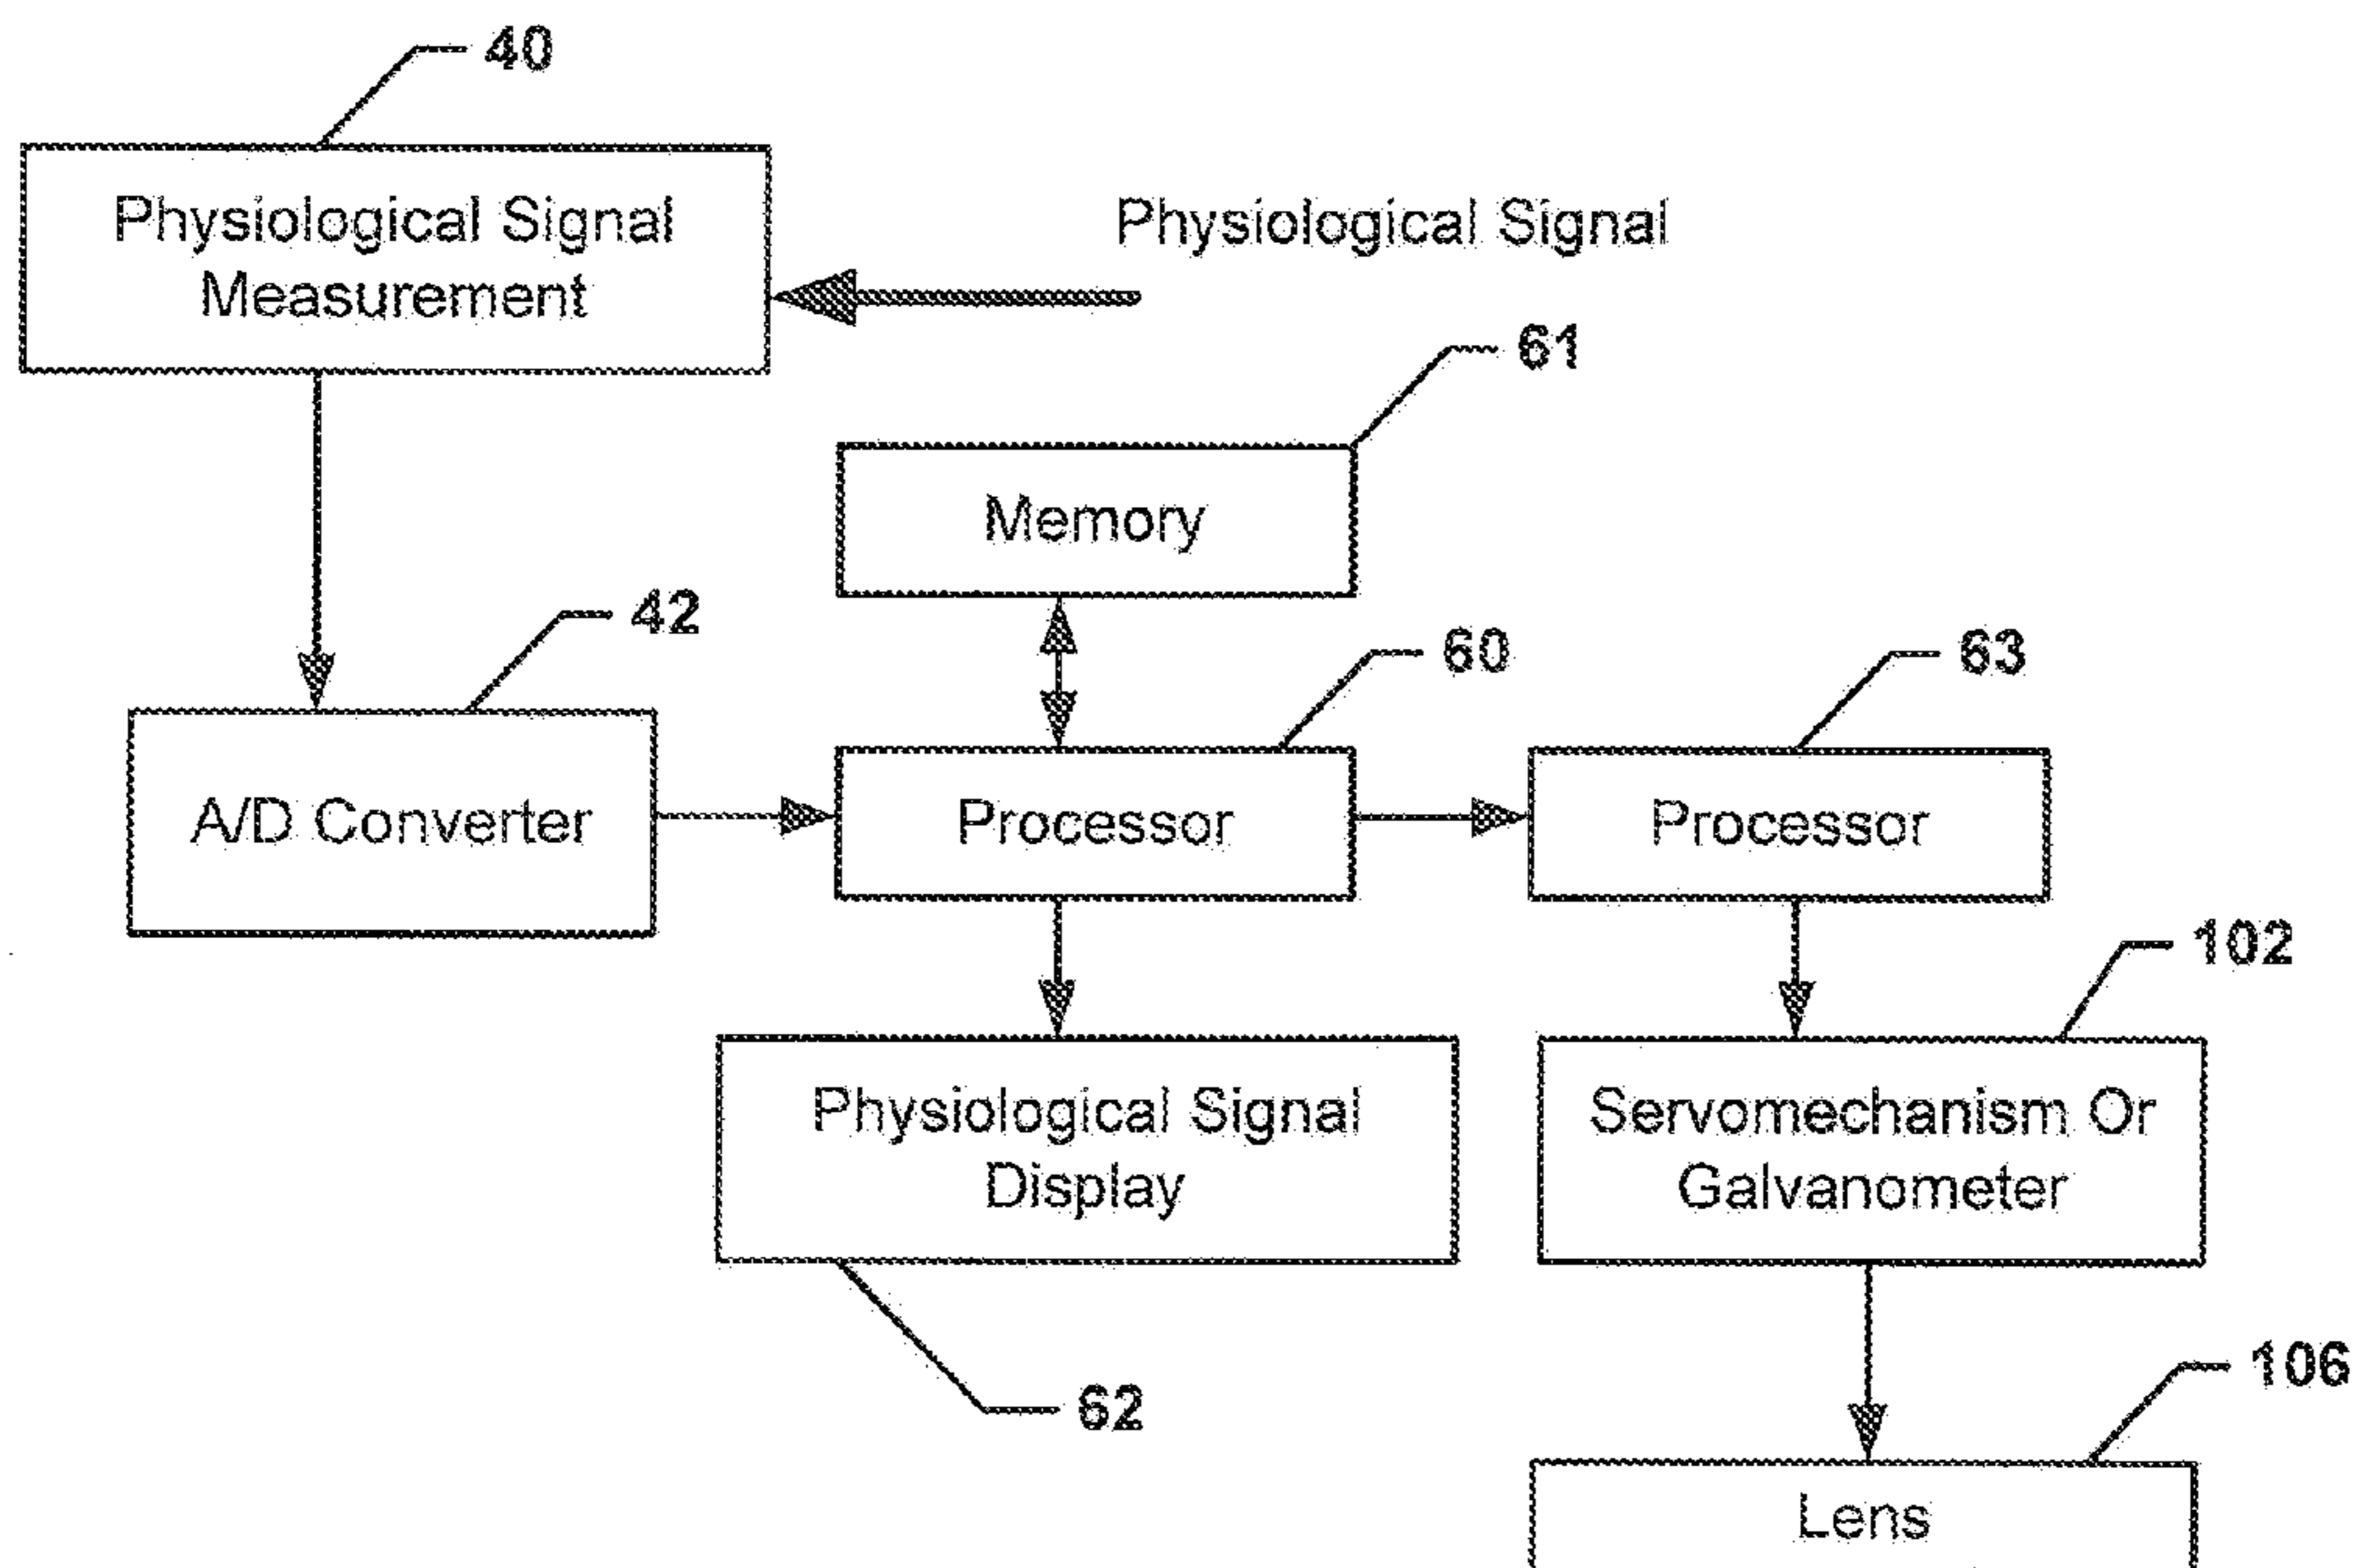 40
Physiological Signal
Measurement
Physiological Signal
61
Memory
42
60
63
A/D Converter
Processor
Processor
102
Physiological Signal
Display
Servomechanism Or
Galvanometer
62
106
Lens